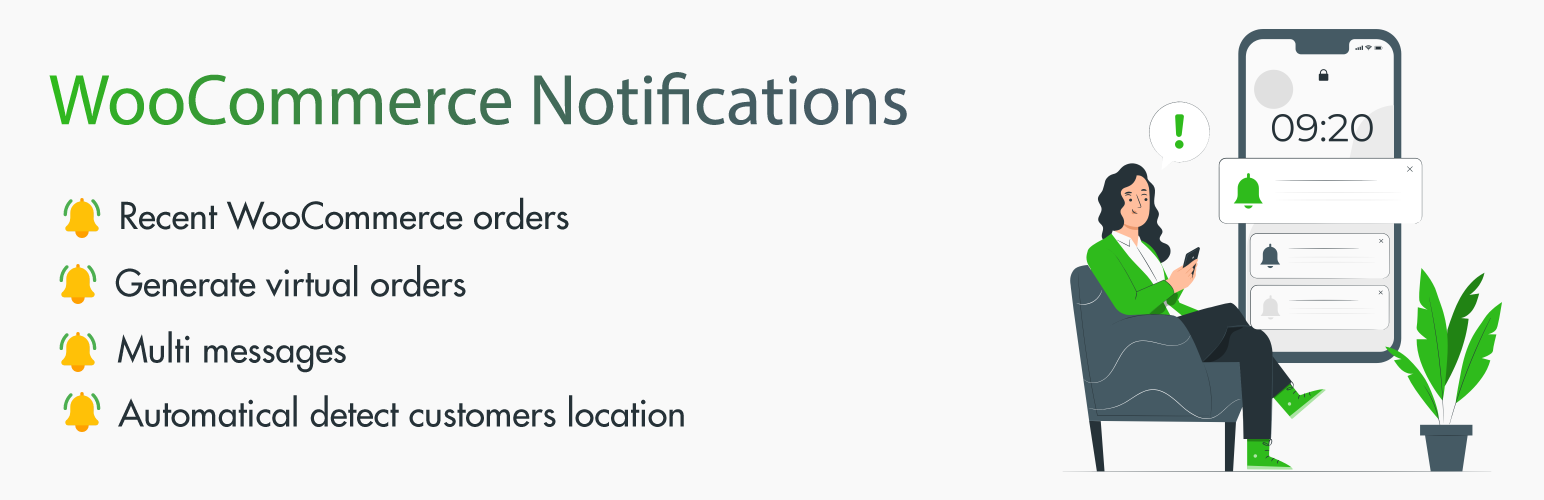 WooCommerce Notifications
Recent WooCommerce orders
Generate virtual orders
Multi messages
Automatical detect customers location
!
09:20